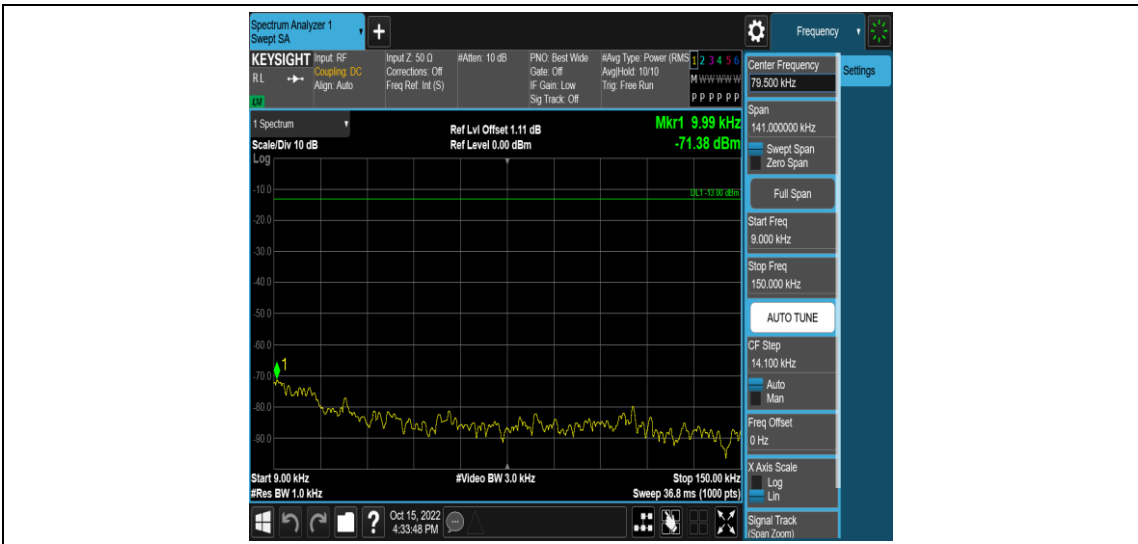 Spectrum Analyzer 1
Swept SA
Frequency
KEYSIGHT
RL
LXI
Input: RF
Coupling: DC
Align: Auto
Input Z: 50 Ω
Corrections: Off
Freq Ref: Int (S)
#Atten: 10 dB
PNO: Best Wide
Gate: Off
IF Gain: Low
Sig Track: Off
#Avg Type: Power (RMS
Avg|Hold: 10/10
Trig: Free Run
1 2 3 4 5 6
M W W W W W
P P P P P P
1 Spectrum
Scale/Div 10 dB
Log
Ref Lvl Offset 1.11 dB
Ref Level 0.00 dBm
Mkr1 9.99 kHz
-71.38 dBm
-10.0
DL1 -13.00 dBm
-20.0
-30.0
-40.0
-50.0
-60.0
1
-70.0
-80.0
-90.0
Start 9.00 kHz
#Video BW 3.0 kHz
Stop 150.00 kHz
#Res BW 1.0 kHz
Sweep 36.8 ms (1000 pts)
Oct 15, 2022
4:33:48 PM
Center Frequency
79.500 kHz
Settings
Span
141.000000 kHz
Swept Span
Zero Span
Full Span
Start Freq
9.000 kHz
Stop Freq
150.000 kHz
AUTO TUNE
CF Step
14.100 kHz
Auto
Man
Freq Offset
0 Hz
X Axis Scale
Log
Lin
Signal Track
(Span Zoom)